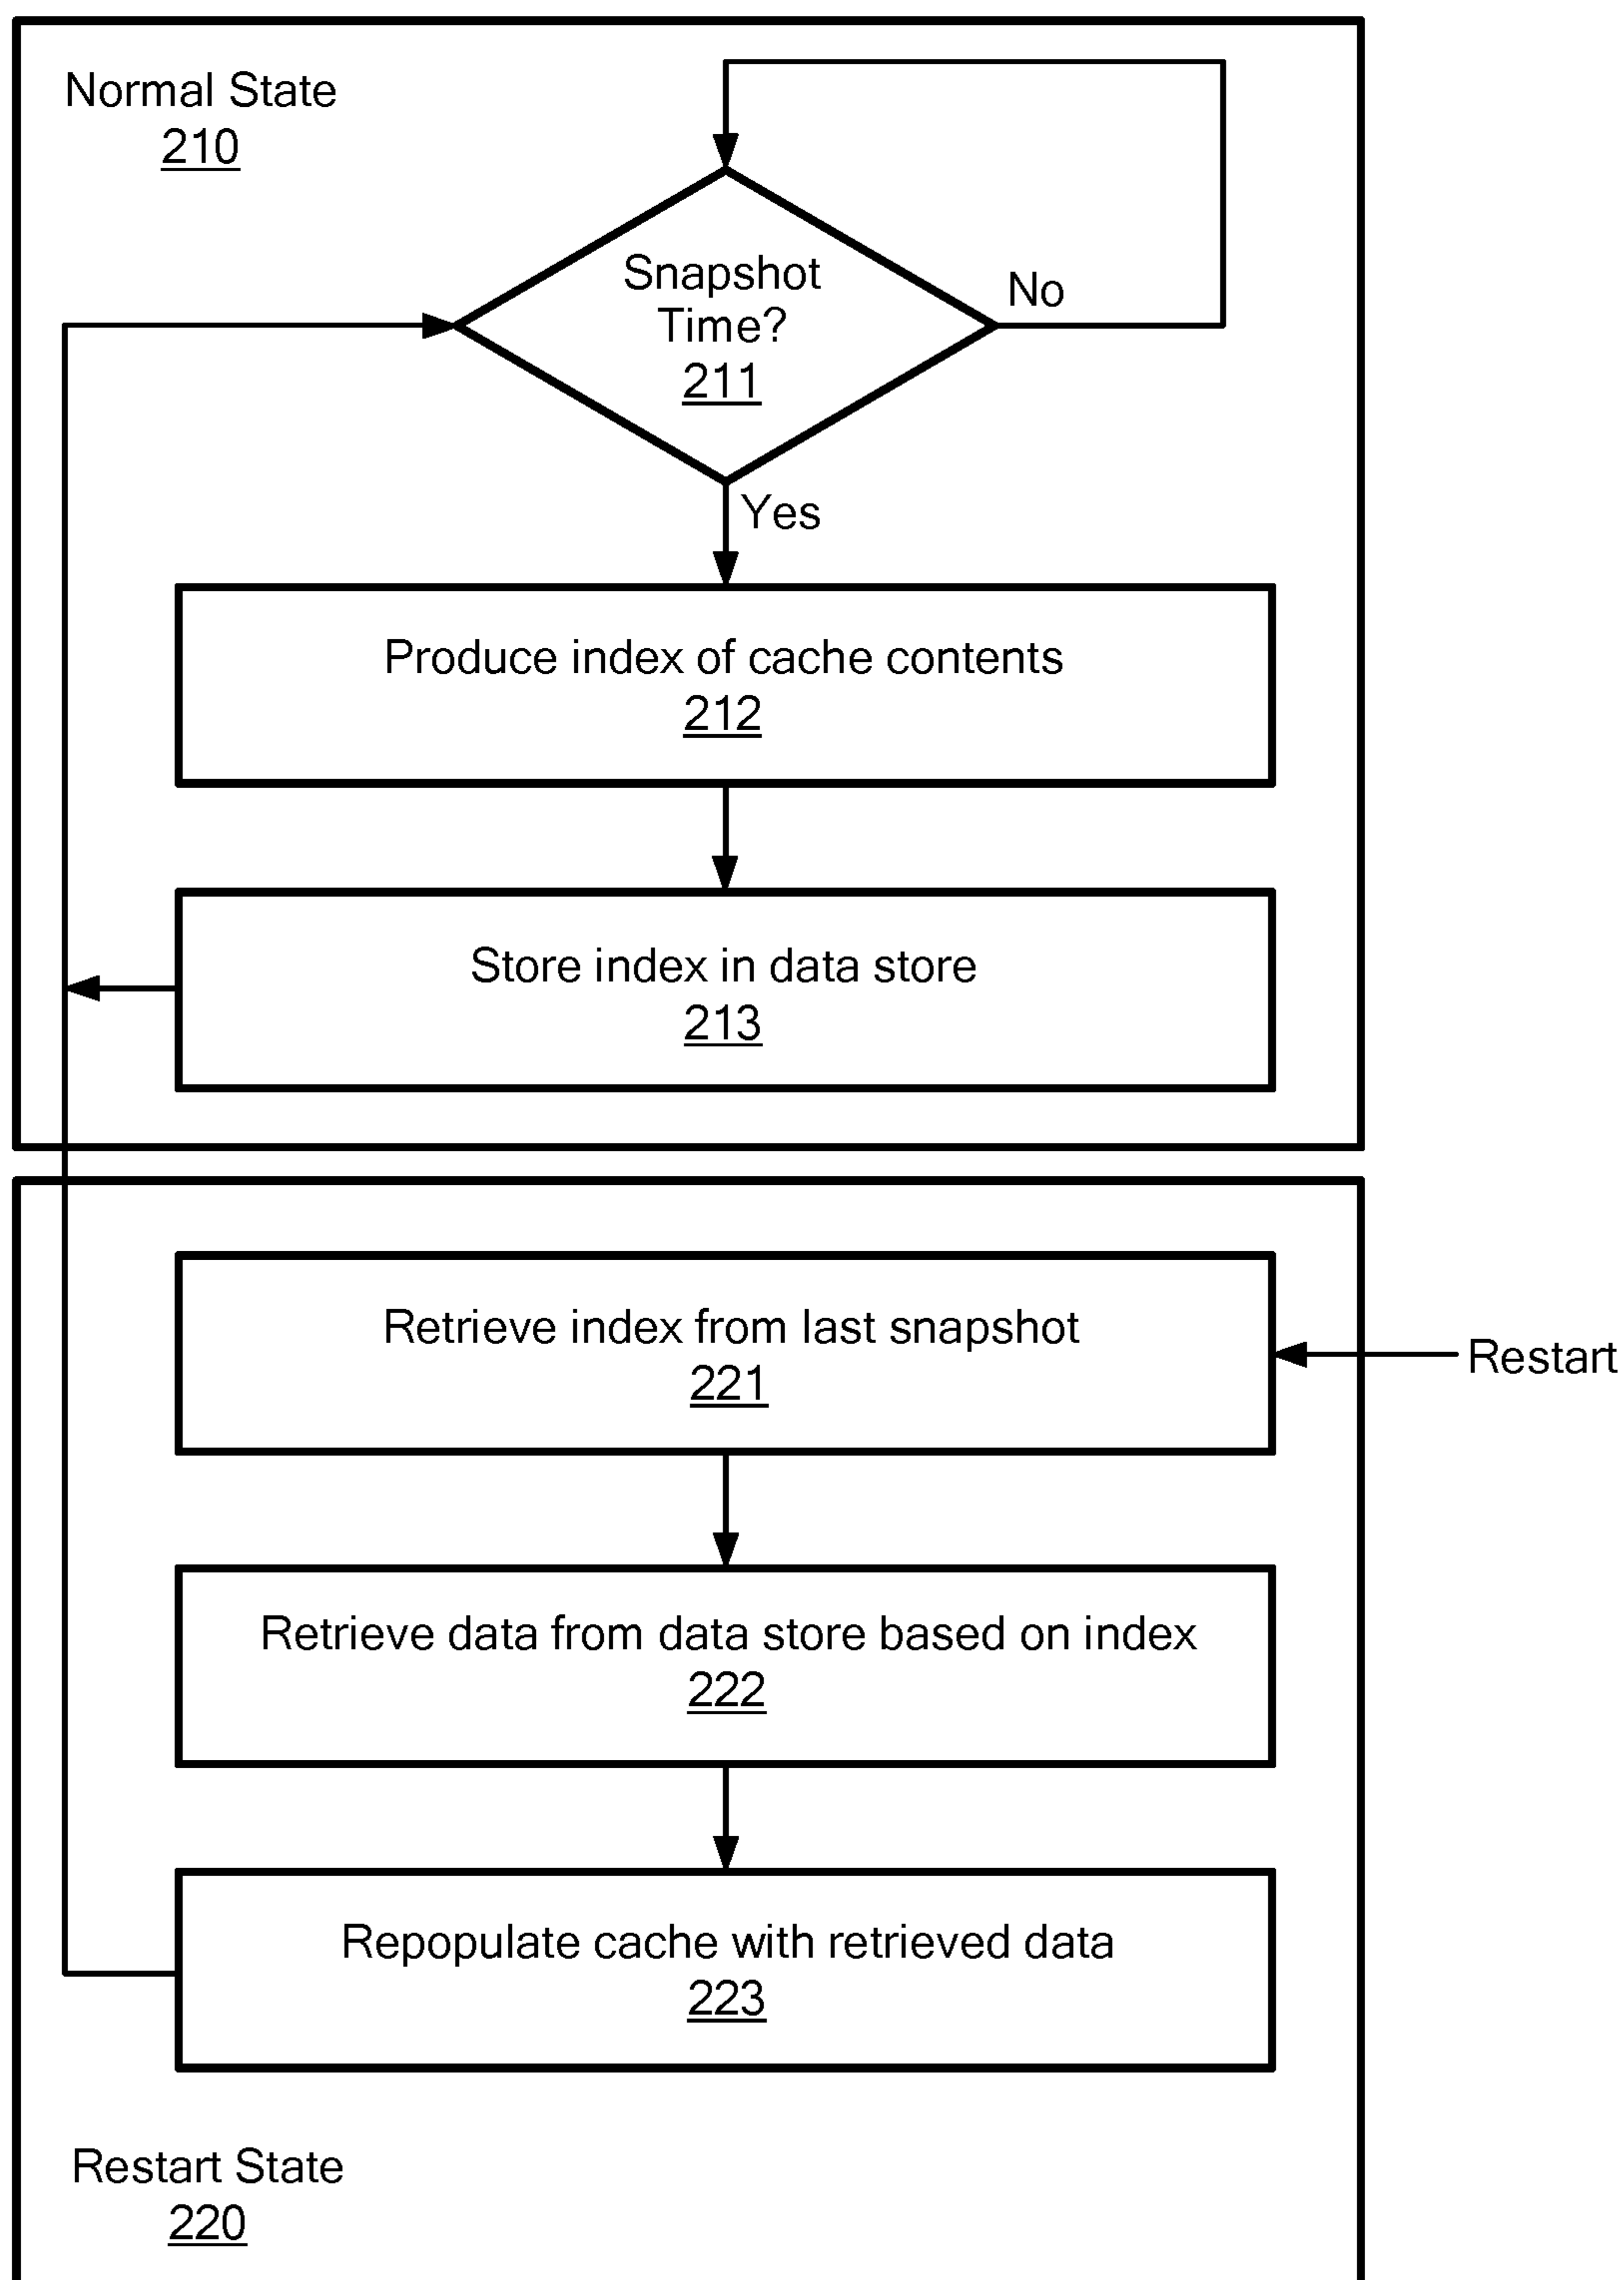 Normal State
210
Snapshot
Time?
211
No
Yes
Produce index of cache contents
212
Store index in data store
213
Retrieve index from last snapshot
221
Restart
Retrieve data from data store based on index
222
Repopulate cache with retrieved data
223
Restart State
220